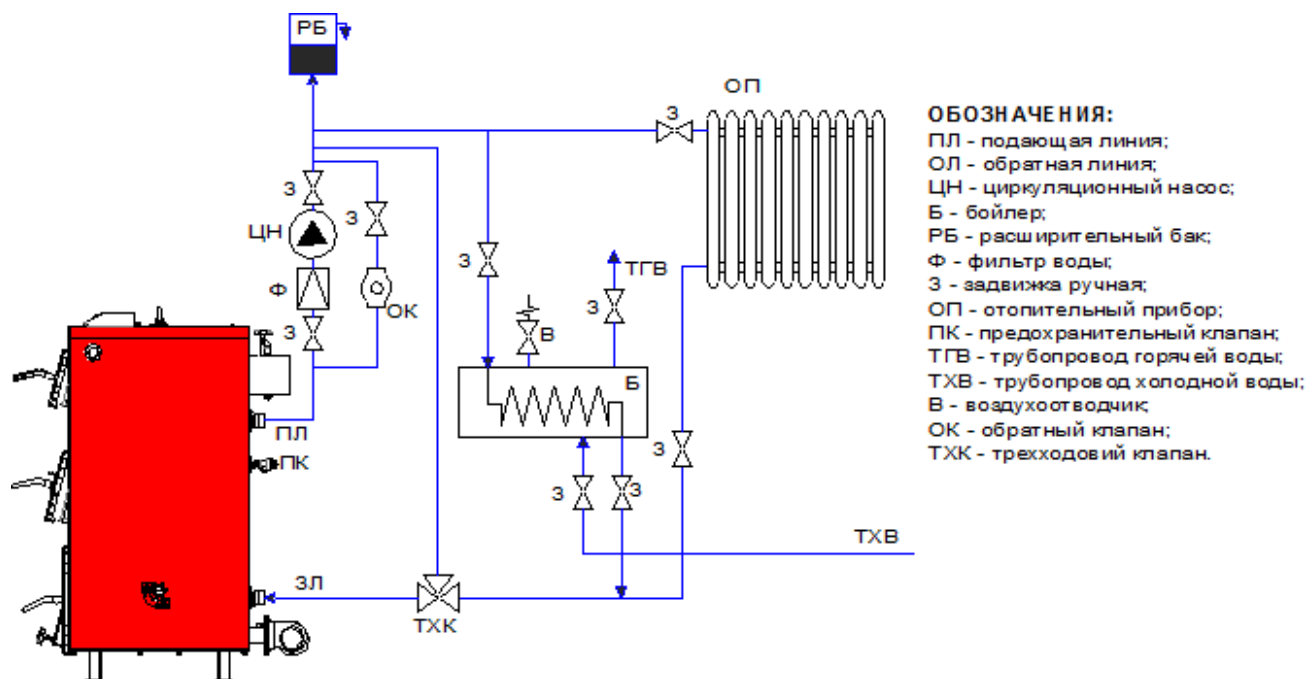 РБ
ОП
З
З
З
ЦН
З
ТГВ
Ф
З
ОК
З
В
Б
ПЛ
ПК
З
З
З
ТХВ
ЗЛ
ТХК
ОБОЗНАЧЕНИЯ:
ПЛ - подающая линия;
ОЛ - обратная линия;
ЦН - циркуляционный насос;
Б - бойлер;
РБ - расширительный бак;
Ф - фильтр воды;
З - задвижка ручная;
ОП - отопительный прибор;
ПК - предохранительный клапан;
ТГВ - трубопровод горячей воды;
ТХВ - трубопровод холодной воды;
В - воздухоотводчик;
ОК - обратный клапан;
ТХК - трехходовий клапан.